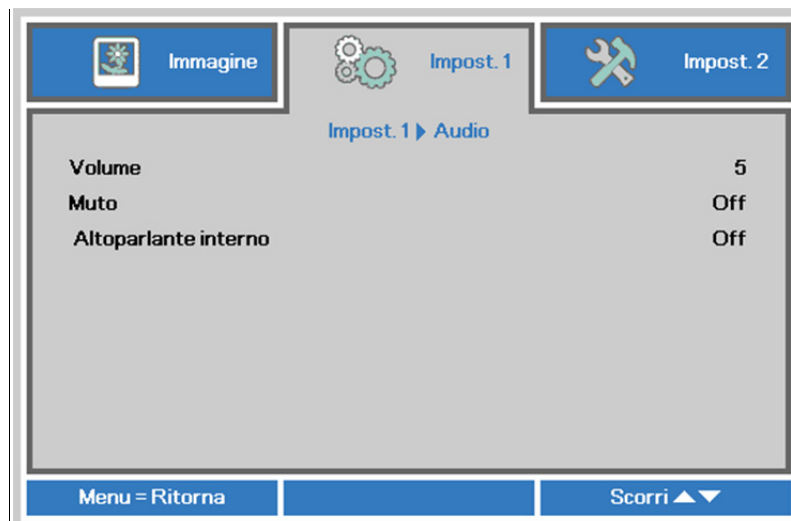 Immagine Impost. 1 Impost. 2
Impost. 1 ▶ Audio
Volume 5
Muto Off
Altoparlante interno Off
Menu = Ritorna Scorri ▲▼